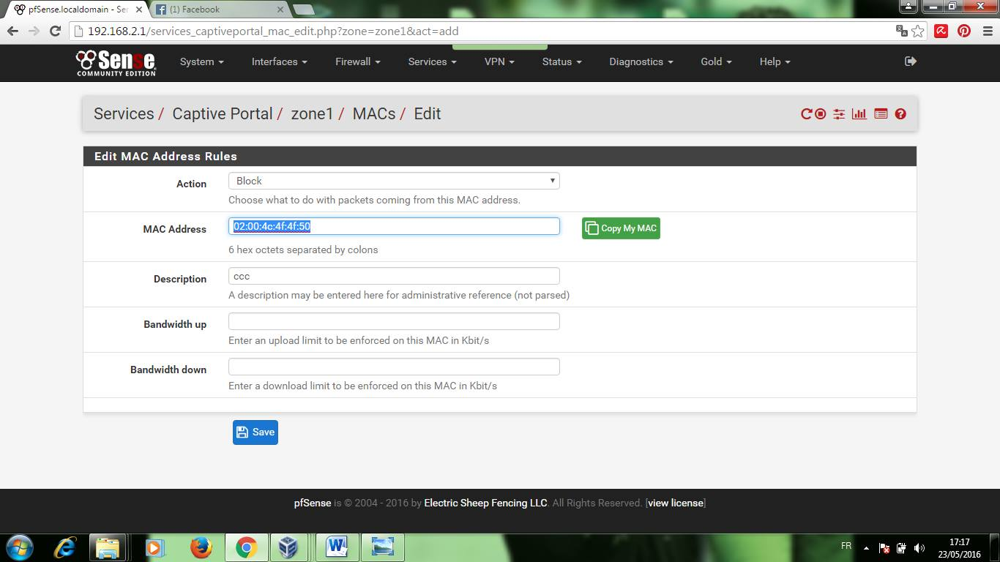 pfSense.localdomain - Ser
(1) Facebook
192.168.2.1/services_captiveportal_mac_edit.php?zone=zone1&act=add
Sense
COMMUNITY EDITION
System Interfaces Firewall Services VPN Status Diagnostics Gold Help
Services / Captive Portal / zone1 / MACs / Edit
Edit MAC Address Rules
Action
Block
Choose what to do with packets coming from this MAC address.
MAC Address
02:00:4c:4f:4f:50
Copy My MAC
6 hex octets separated by colons
Description
ccc
A description may be entered here for administrative reference (not parsed)
Bandwidth up
Enter an upload limit to be enforced on this MAC in Kbit/s
Bandwidth down
Enter a download limit to be enforced on this MAC in Kbit/s
Save
pfSense is © 2004 - 2016 by Electric Sheep Fencing LLC. All Rights Reserved. [view license]
FR
17:17
23/05/2016